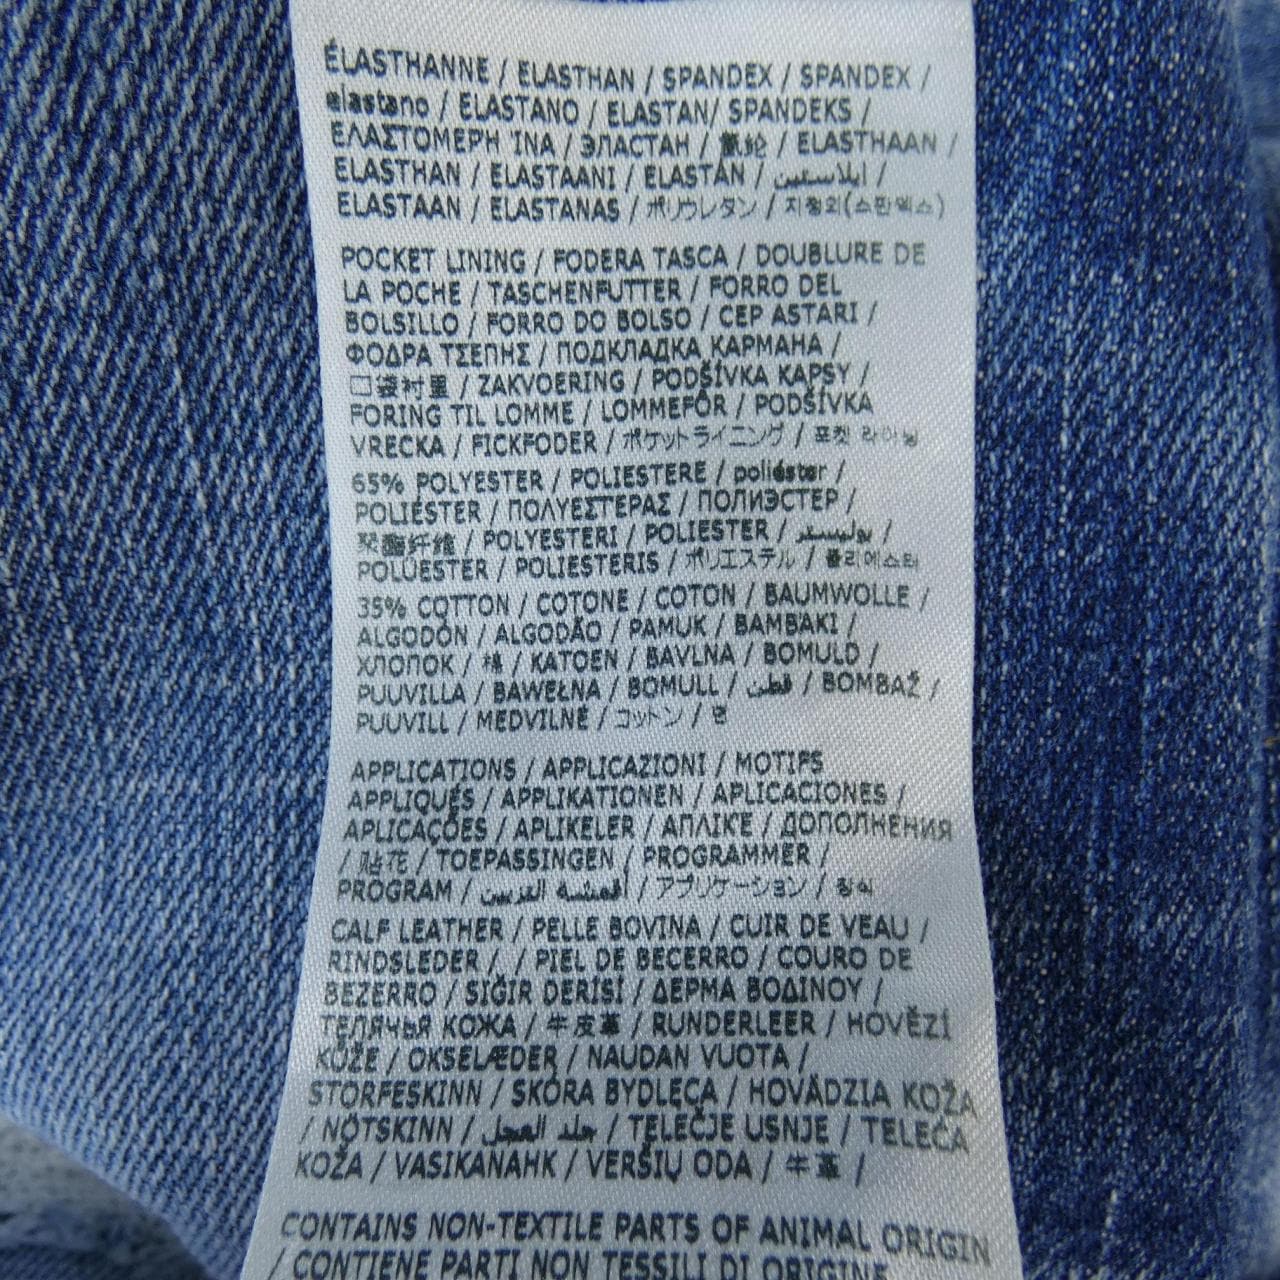 ÉLASTHANNE / ELASTHAN / SPANDEX / SPANDEX /
elastano / ELASTANO / ELASTAN/ SPANDEKS /
ΕΛΑΣΤΟΜΕΡΗ ΊΝΑ / ЭЛАСТАН / 氨纶 / ELASTHAAN /
ELASTHAN / ELASTAANI / ELASTAN / ايلاستين /
ELASTAAN / ELASTANAS / ポリウレタン / 지정외(스판덱스)
POCKET LINING / FODERA TASCA / DOUBLURE DE
LA POCHE / TASCHENFUTTER / FORRO DEL
BOLSILLO / FORRO DO BOLSO / CEP ASTARI /
ΦΟΔΡΑ ΤΣΕΠΗΣ / ПОДКЛАДКА КАРМАНА /
口袋衬里 / ZAKVOERING / PODŠÍVKA KAPSY /
FORING TIL LOMME / LOMMEFÔR / PODŠÍVKA
VRECKA / FICKFODER / ポケットライニング / 포켓 라이닝
65% POLYESTER / POLIESTERE / poliéster /
POLIÉSTER / ΠΟΛΥΕΣΤΕΡΑΣ / ПОЛИЭСТЕР /
聚酯纤维 / POLYESTERI / POLIESTER / بوليستر /
POLÜESTER / POLIESTERIS / ポリエステル / 폴리에스터
35% COTTON / COTONE / COTON / BAUMWOLLE /
ALGODÓN / ALGODÃO / PAMUK / ΒΑΜΒΑΚΙ /
ХЛОПОК / 棉 / KATOEN / BAVLNA / BOMULD /
PUUVILLA / BAWEŁNA / BOMULL / قطن / BOMBAŽ /
PUUVILL / MEDVILNĖ / コットン / 면
APPLICATIONS / APPLICAZIONI / MOTIFS
APPLIQUÉS / APPLIKATIONEN / APLICACIONES /
APLICAÇÕES / APLIKELER / ΑΠΛΙΚΕ / ДОПОЛНЕНИЯ
/ 贴花 / TOEPASSINGEN / PROGRAMMER /
PROGRAM / أقمشة التزيين / アプリケーション / 장식
CALF LEATHER / PELLE BOVINA / CUIR DE VEAU /
RINDSLEDER / / PIEL DE BECERRO / COURO DE
BEZERRO / SIĞIR DERİSİ / ΔΕΡΜΑ ΒΟΔΙΝΟΥ /
ТЕЛЯЧЬЯ КОЖА / 牛皮革 / RUNDERLEER / HOVĚZÍ
KŮŽE / OKSELÆDER / NAUDAN VUOTA /
STORFESKINN / SKÓRA BYDLĘCA / HOVÄDZIA KOŽA
/ NÖTSKINN / جلد العجل / TELEČJE USNJE / TELEĆA
KOŽA / VASIKANAHK / VERŠIŲ ODA / 牛革 /
CONTAINS NON-TEXTILE PARTS OF ANIMAL ORIGIN
/ CONTIENE PARTI NON TESSILI DI ORIGINE